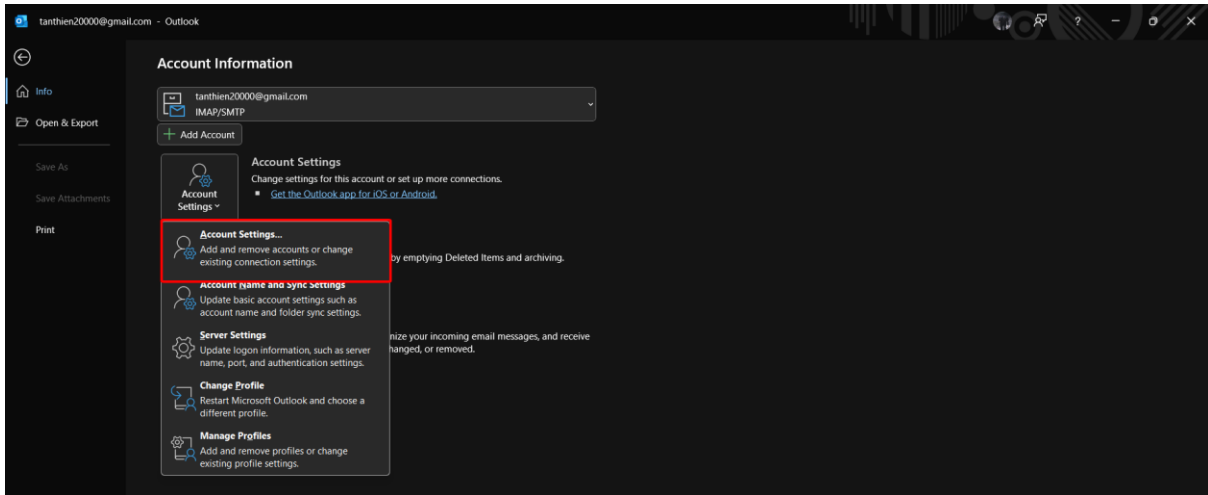 tanthien20000@gmail.com - Outlook
?
Account Information
Info
tanthien20000@gmail.com
IMAP/SMTP
Open & Export
Add Account
Save As
Account Settings
Change settings for this account or set up more connections.
Get the Outlook app for iOS or Android.
Account
Settings
Save Attachments
Print
Account Settings...
Add and remove accounts or change
existing connection settings.
by emptying Deleted Items and archiving.
Account Name and Sync Settings
Update basic account settings such as
account name and folder sync settings.
Server Settings
Update logon information, such as server
name, port, and authentication settings.
nize your incoming email messages, and receive
hanged, or removed.
Change Profile
Restart Microsoft Outlook and choose a
different profile.
Manage Profiles
Add and remove profiles or change
existing profile settings.